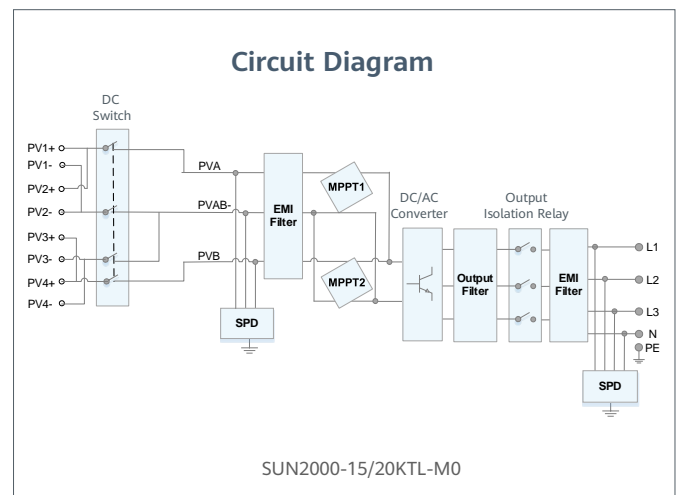 Circuit Diagram
DC
Switch
PV1+
PV1-
PV2+
PV2-
PV3+
PV3-
PV4+
PV4-
PVA
PVAB-
PVB
EMI
Filter
SPD
MPPT1
MPPT2
DC/AC
Converter
Output
Filter
Output
Isolation Relay
EMI
Filter
L1
L2
L3
N
PE
SPD
SUN2000-15/20KTL-M0